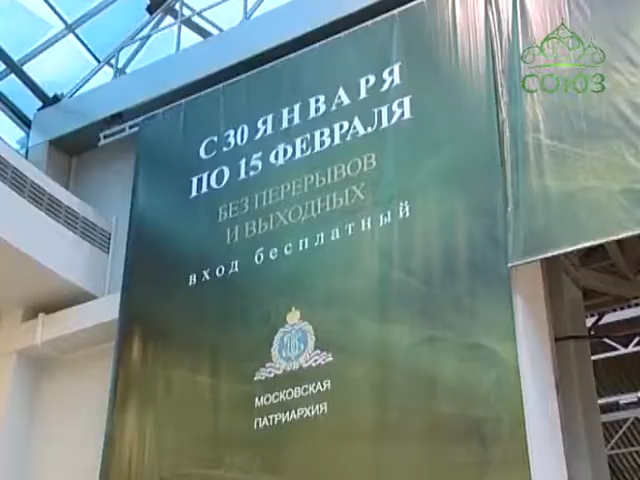 С 30 ЯНВАРЯ
ПО 15 ФЕВРАЛЯ
БЕЗ ПЕРЕРЫВОВ
И ВЫХОДНЫХ
вход бесплатный
МОСКОВСКАЯ
ПАТРИАРХИЯ
СОЮЗ